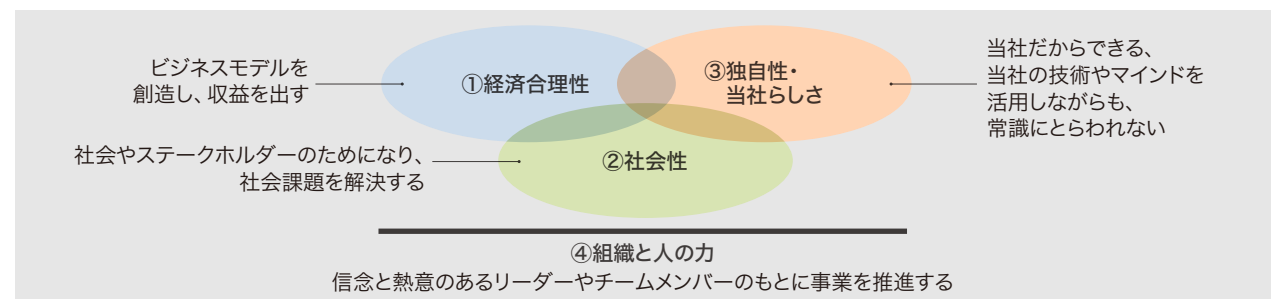 ビジネスモデルを
創造し、収益を出す
①経済合理性
③独自性・
当社らしさ
当社だからできる、
当社の技術やマインドを
活用しながらも、
常識にとらわれない
社会やステークホルダーのためになり、
社会課題を解決する
②社会性
④組織と人の力
信念と熱意のあるリーダーやチームメンバーのもとに事業を推進する